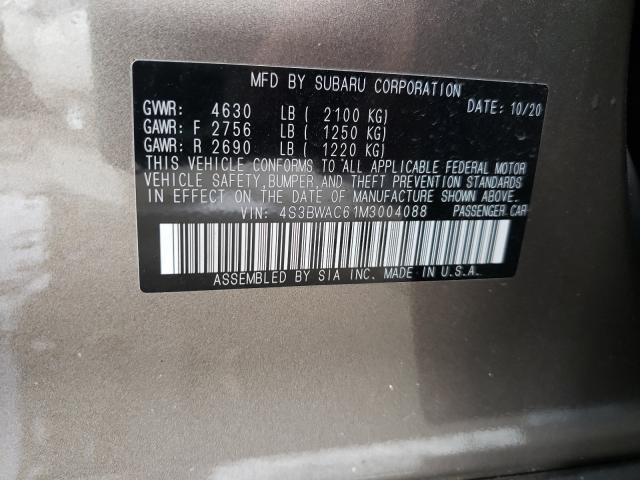 MFD BY SUBARU CORPORATION
DATE: 10/20
GVWR: 4630 LB ( 2100 KG)
GAWR: F 2756 LB ( 1250 KG)
GAWR: R 2690 LB ( 1220 KG)
THIS VEHICLE CONFORMS TO ALL APPLICABLE FEDERAL MOTOR
VEHICLE SAFETY,BUMPER,AND THEFT PREVENTION STANDARDS
IN EFFECT ON THE DATE OF MANUFACTURE SHOWN ABOVE.
VIN: 4S3BWAC61M3004088 PASSENGER CAR
ASSEMBLED BY SIA INC. MADE IN U.S.A.